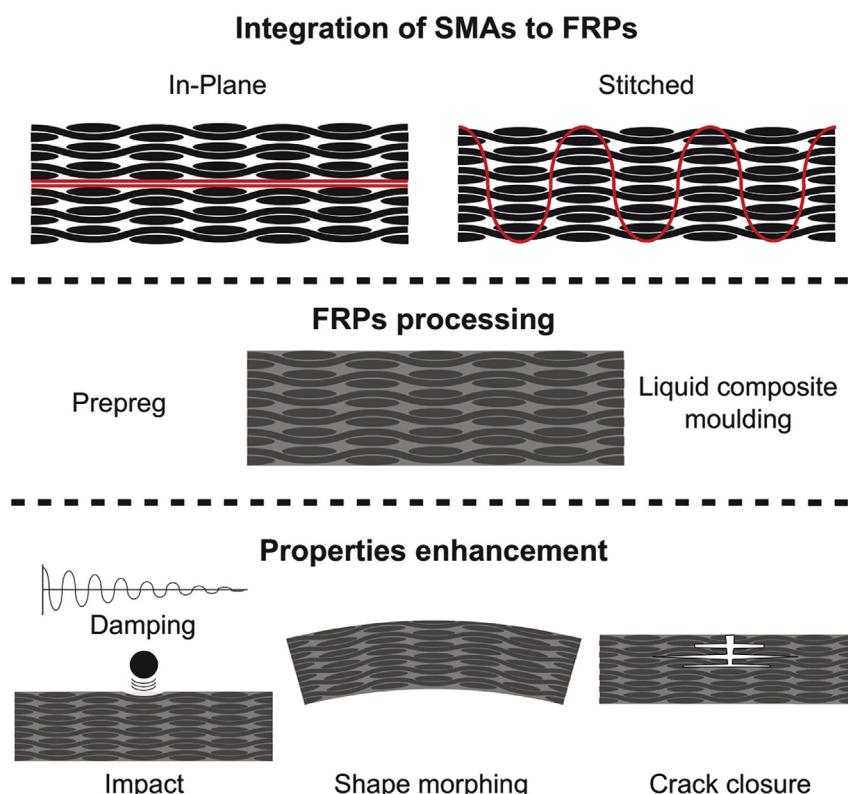 Integration of SMAs to FRPs
In-Plane
Stitched
FRPs processing
Prepreg
Liquid composite
moulding
Properties enhancement
Damping
Impact
Shape morphing
Crack closure